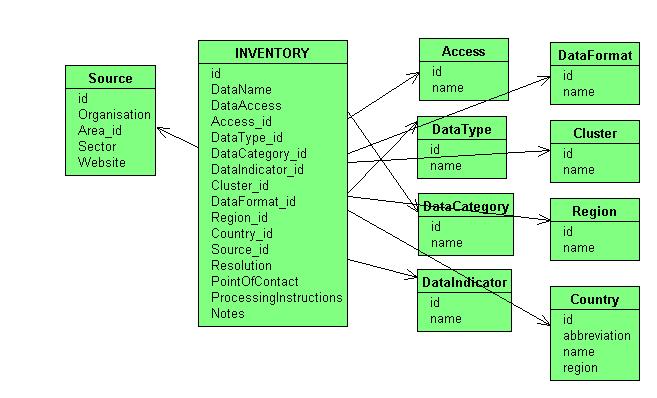 Source
id
Organisation
Area_id
Sector
Website
INVENTORY
id
DataName
DataAccess
Access_id
DataType_id
DataCategory_id
DataIndicator_id
Cluster_id
DataFormat_id
Region_id
Country_id
Source_id
Resolution
PointOfContact
ProcessingInstructions
Notes
Access
id
name
DataType
id
name
DataCategory
id
name
DataIndicator
id
name
DataFormat
id
name
Cluster
id
name
Region
id
name
Country
id
abbreviation
name
region